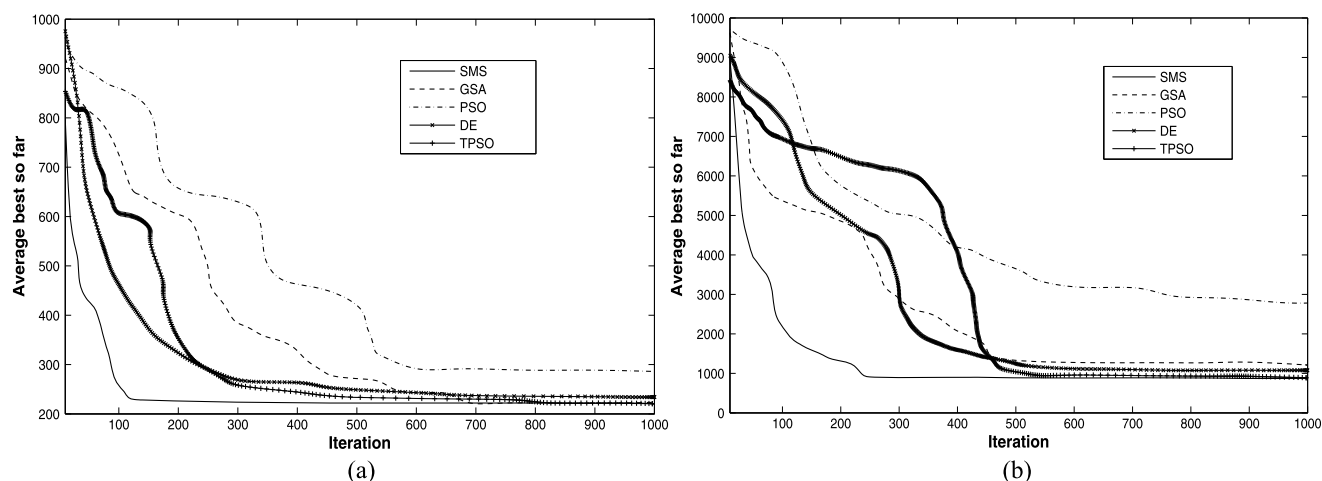 1000
900
800
700
600
500
400
300
200
Average best so far
100 200 300 400 500 600 700 800 900 1000
Iteration
SMS
GSA
PSO
DE
TPSO
(a)
10000
9000
8000
7000
6000
5000
4000
3000
2000
1000
0
Average best so far
100 200 300 400 500 600 700 800 900 1000
Iteration
SMS
GSA
PSO
DE
TPSO
(b)